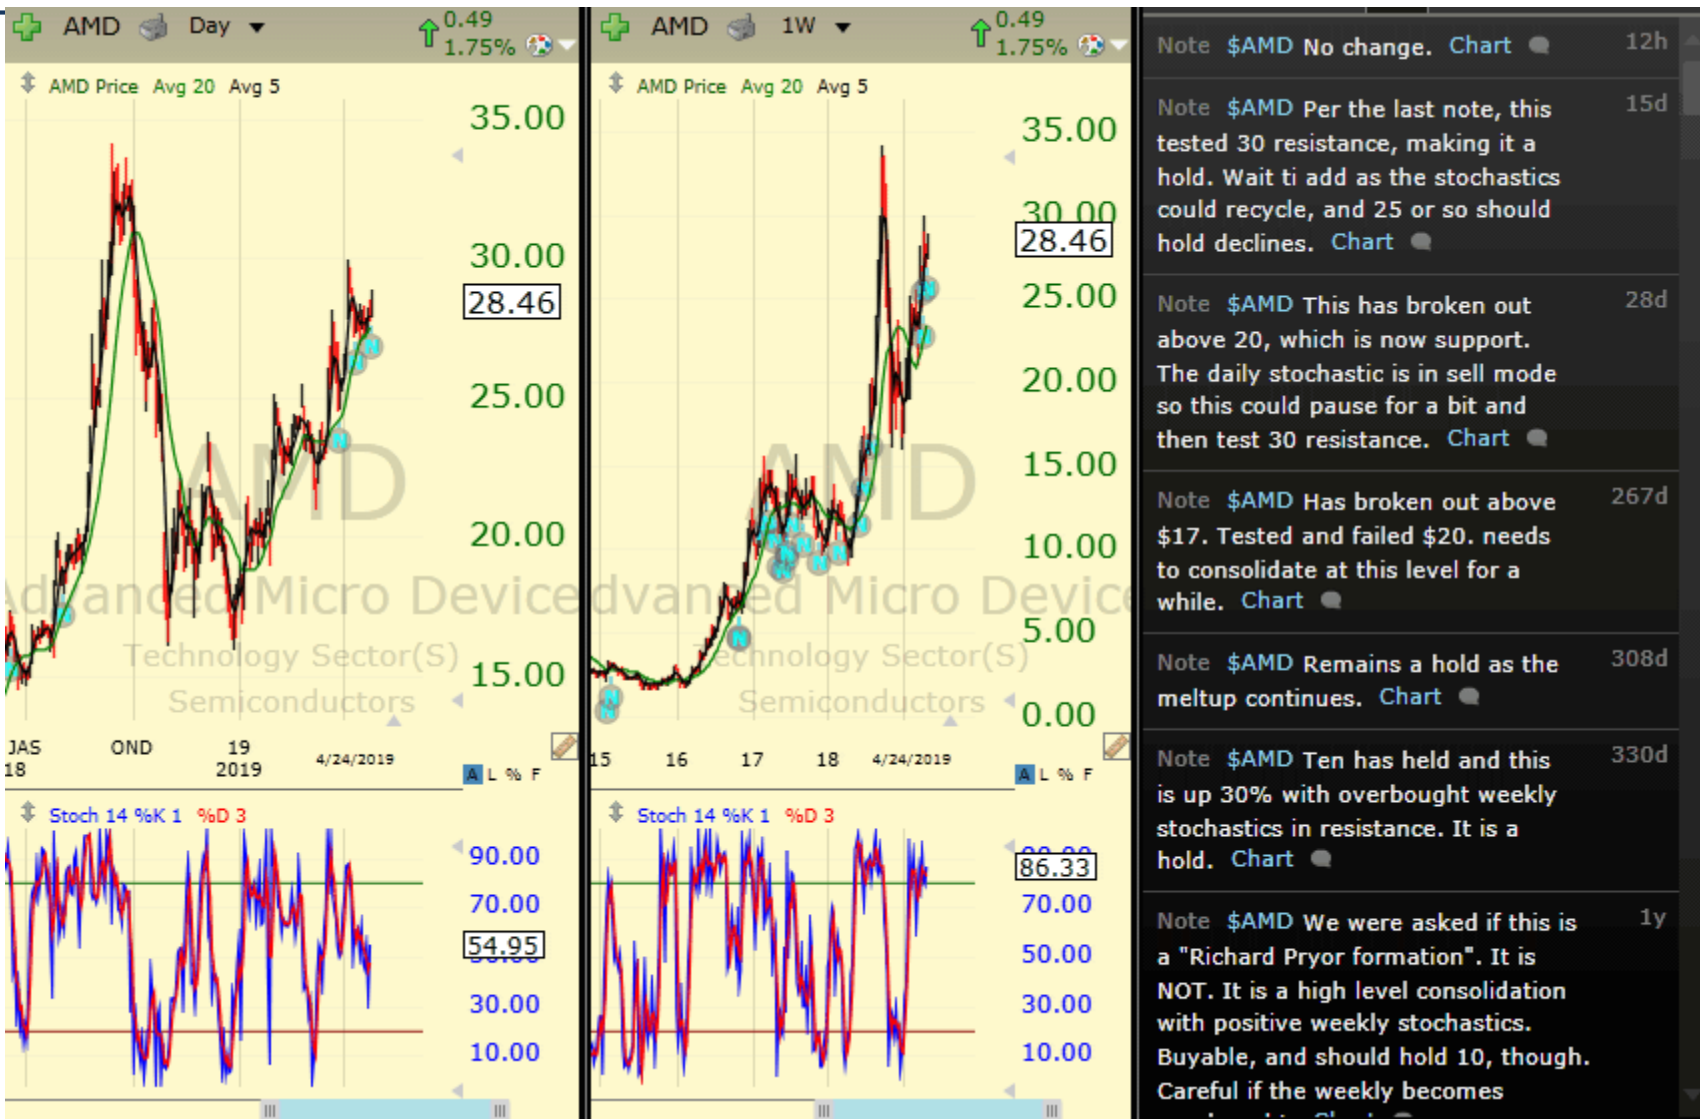 AMD Day 0.49
1.75%
AMD Price Avg 20 Avg 5
35.00
30.00
28.46
25.00
20.00
15.00
AMD
Advanced Micro Device
Technology Sector(S)
Semiconductors
JAS OND 19 4/24/2019
18 2019
A L % F
Stoch 14 %K 1 %D 3
90.00
70.00
54.95
30.00
10.00
AMD 1W 0.49
1.75%
AMD Price Avg 20 Avg 5
35.00
30.00
28.46
25.00
20.00
15.00
10.00
5.00
0.00
AMD
dvanced Micro Device
Technology Sector(S)
Semiconductors
15 16 17 18 4/24/2019
A L % F
Stoch 14 %K 1 %D 3
90.00
86.33
70.00
50.00
30.00
10.00
Note $AMD No change. Chart 12h
Note $AMD Per the last note, this 15d
tested 30 resistance, making it a
hold. Wait ti add as the stochastics
could recycle, and 25 or so should
hold declines. Chart
Note $AMD This has broken out 28d
above 20, which is now support.
The daily stochastic is in sell mode
so this could pause for a bit and
then test 30 resistance. Chart
Note $AMD Has broken out above 267d
$17. Tested and failed $20. needs
to consolidate at this level for a
while. Chart
Note $AMD Remains a hold as the 308d
meltup continues. Chart
Note $AMD Ten has held and this 330d
is up 30% with overbought weekly
stochastics in resistance. It is a
hold. Chart
Note $AMD We were asked if this is 1y
a "Richard Pryor formation". It is
NOT. It is a high level consolidation
with positive weekly stochastics.
Buyable, and should hold 10, though.
Careful if the weekly becomes